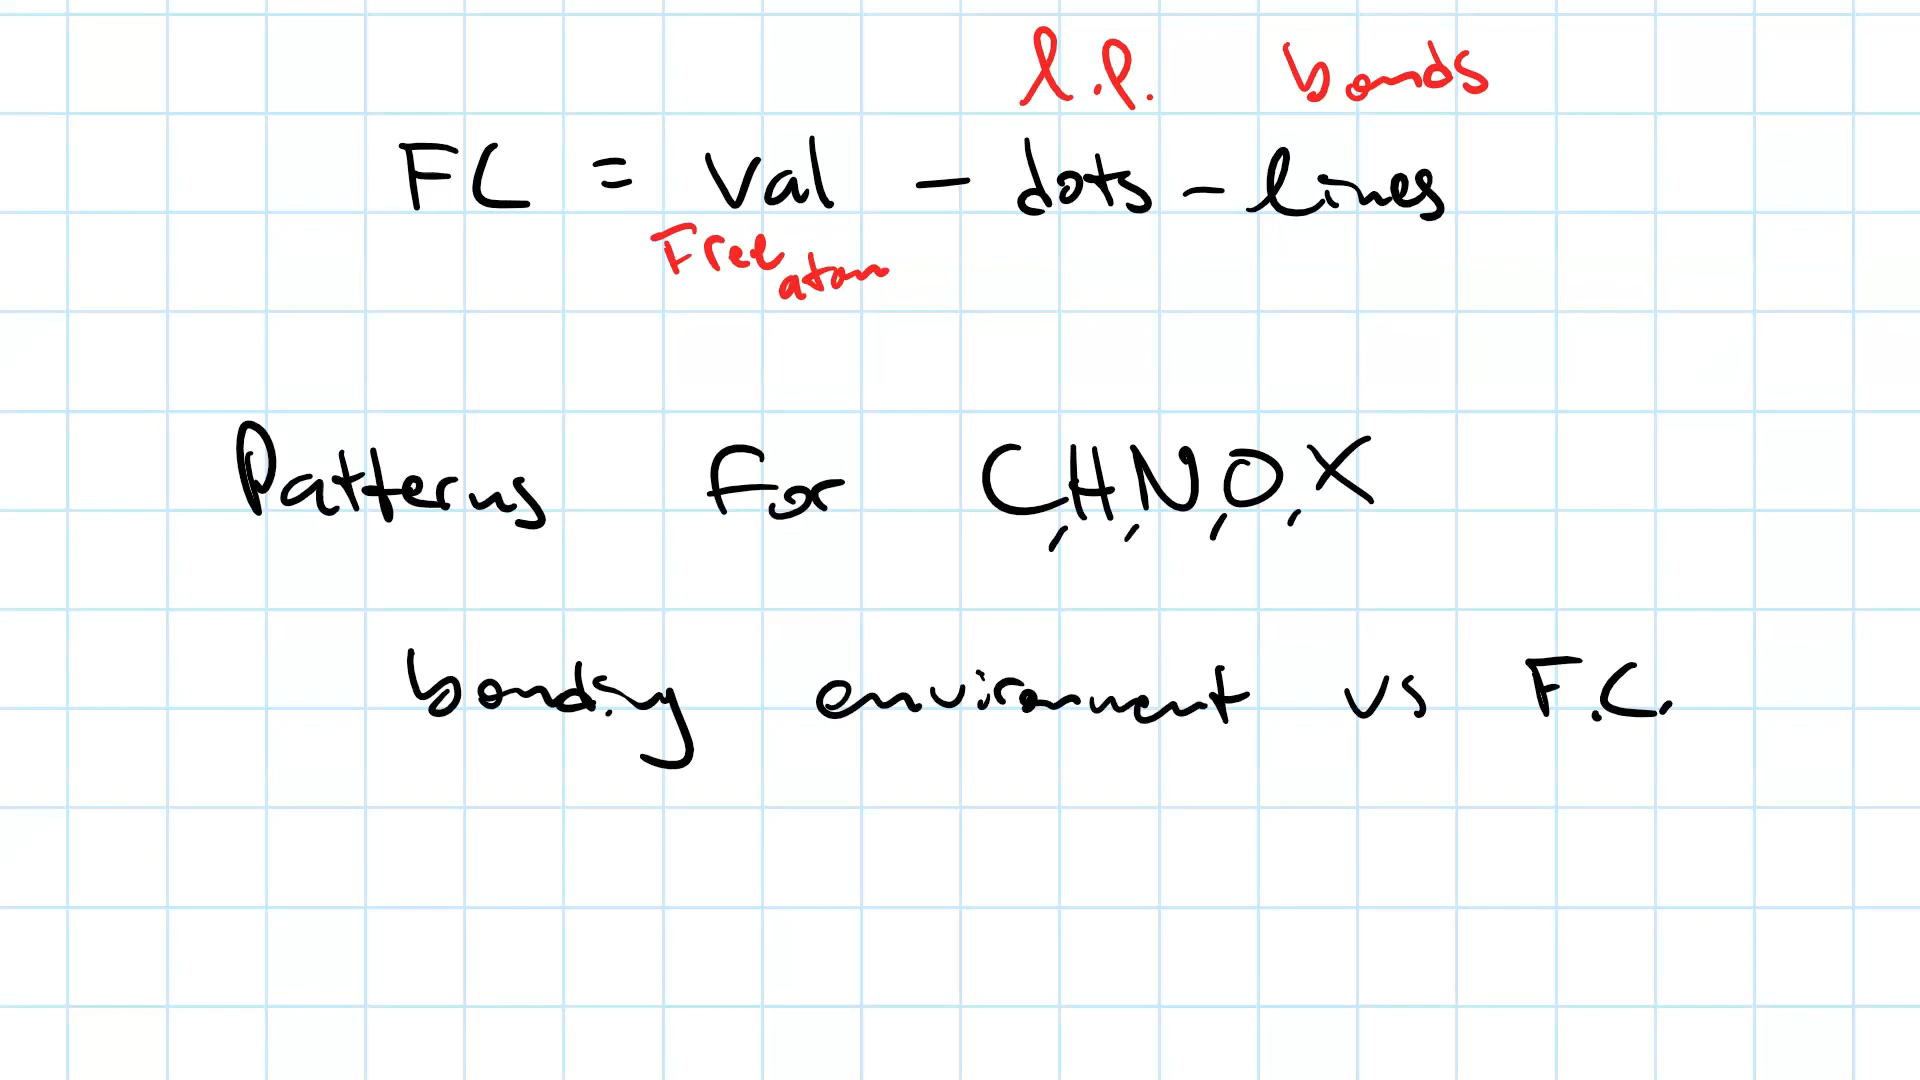 l.p. bonds
FC = Val - dots - lines
Free atom
Patterns for C,H,N,O,X
bonding environment vs F.C.